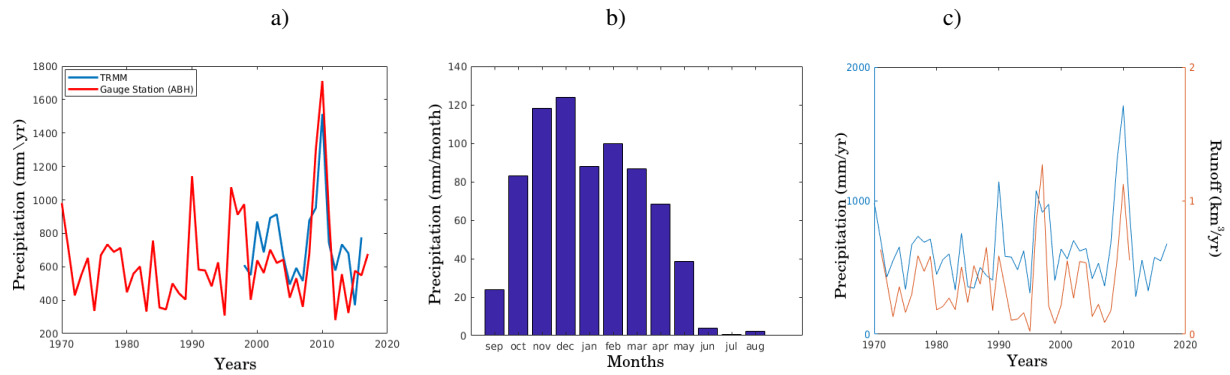 a)
b)
c)
1800
1600
1400
1200
1000
800
600
400
200
1970
1980
1990
2000
2010
2020
Precipitation (mm\yr)
Years
TRMM
Gauge Station (ABH)
140
120
100
80
60
40
20
0
sep oct nov dec jan feb mar apr may jun jul aug
Precipitation (mm/month)
Months
2000
1000
0
1970
1980
1990
2000
2010
2020
Precipitation (mm/yr)
Years
2
1
0
Runoff (km³/yr)